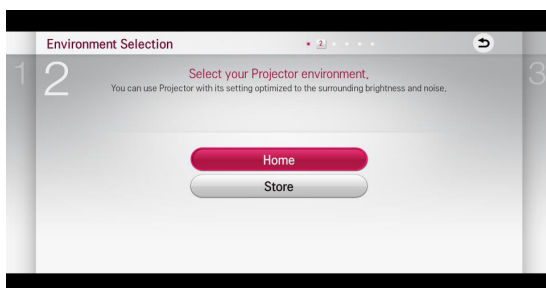 Environment Selection
2
1
2
3
Select your Projector environment.
You can use Projector with its setting optimized to the surrounding brightness and noise.
Home
Store